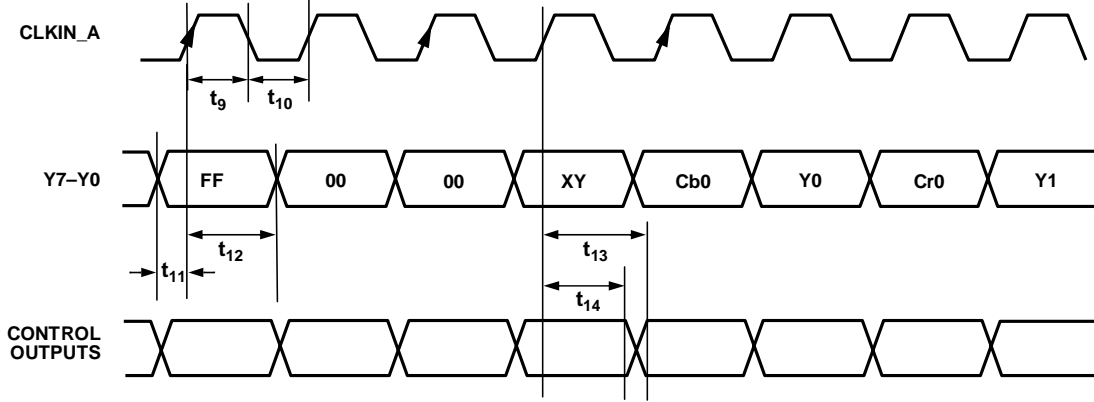 CLKIN_A
t9
t10
Y7–Y0
FF
00
00
XY
Cb0
Y0
Cr0
Y1
t12
t13
t11
t14
CONTROL
OUTPUTS